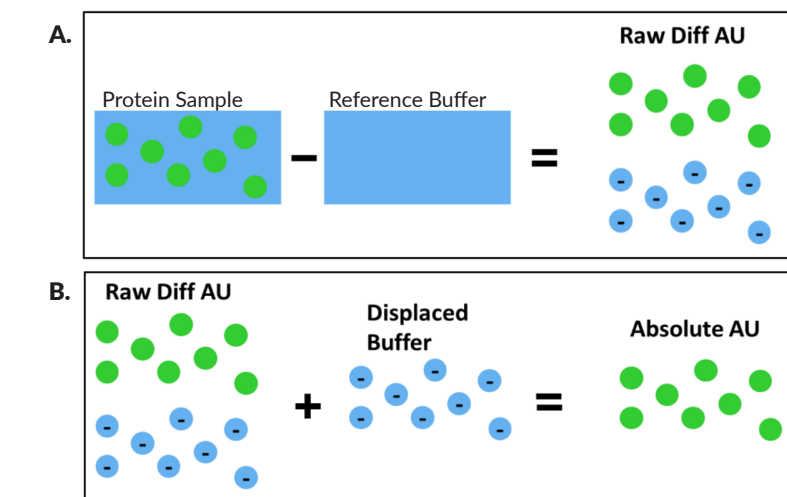 A.
Raw Diff AU
Protein Sample
Reference Buffer
−
=
- - - - - - - - -
B.
Raw Diff AU
Displaced
Buffer
Absolute AU
+
=
- - - - - - - - -
- - - - - - - - -